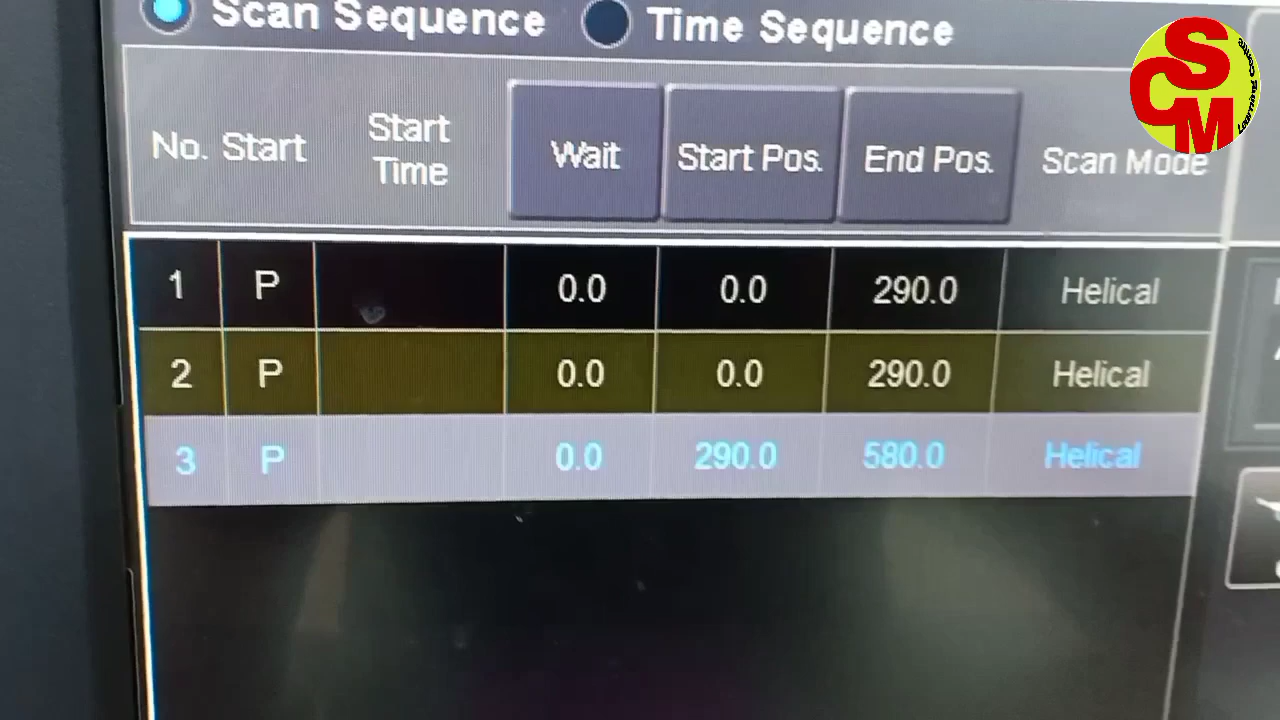 Scan Sequence Time Sequence
No. Start Start Time Wait Start Pos. End Pos. Scan Mode
1 P 0.0 0.0 290.0 Helical
2 P 0.0 0.0 290.0 Helical
3 P 0.0 290.0 580.0 Helical
SCM